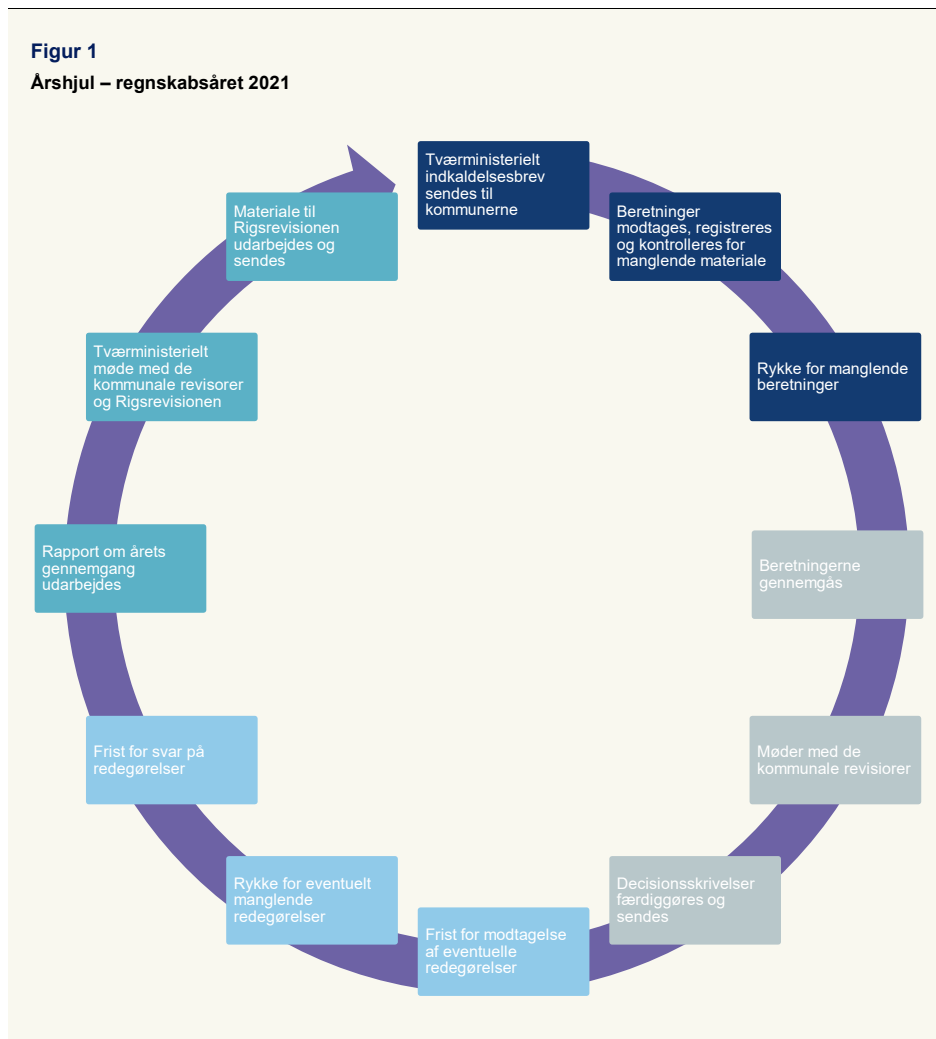 Figur 1
Årshjul – regnskabsåret 2021
Tværministerielt
indkaldelsesbrev
sendes til
kommunerne
Beretninger
modtages, registreres
og kontrolleres for
manglende materiale
Rykke for manglende
beretninger
Beretningerne
gennemgås
Møder med de
kommunale revisiorer
Decisionsskrivelser
færdiggøres og
sendes
Frist for modtagelse
af eventuelle
redegørelser
Rykke for eventuelt
manglende
redegørelser
Frist for svar på
redegørelser
Rapport om årets
gennemgang
udarbejdes
Tværministerielt
møde med de
kommunale revisorer
og Rigsrevisionen
Materiale til
Rigsrevisionen
udarbejdes og
sendes